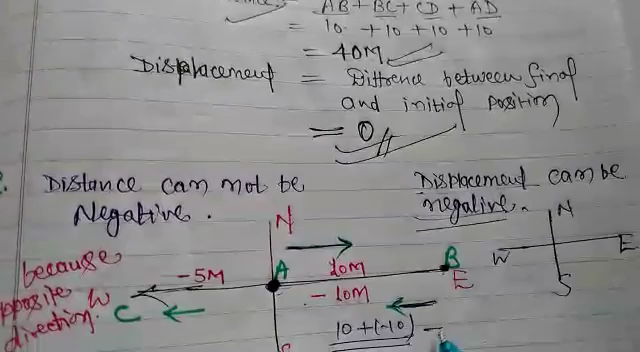 AB + BC + CD + AD
= 10 + 10 + 10 + 10
= 40M
Displacement = Diffrence between final
and initial position
= 0
Distance can not be
Negative.
Displacement can be
negative.
N
W E
S
N
because
opposite W
direction.
-5M
A
10M
B
E
C
-10M
10+(-10) -
S